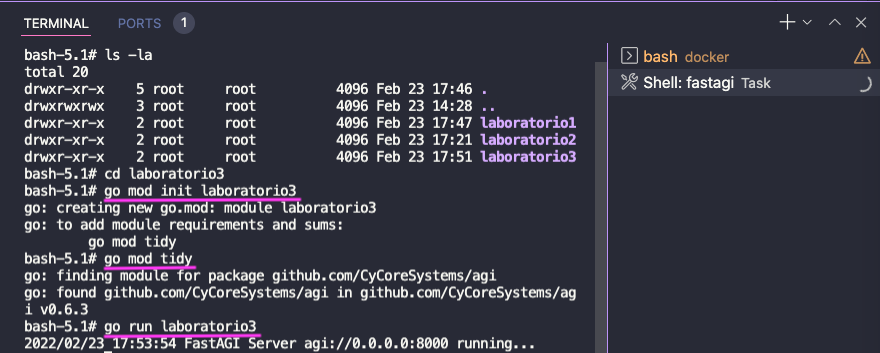 TERMINAL PORTS 1
bash-5.1# ls -la
total 20
drwxr-xr-x 5 root root 4096 Feb 23 17:46 .
drwxrwxrwx 3 root root 4096 Feb 23 14:28 ..
drwxr-xr-x 2 root root 4096 Feb 23 17:47 laboratorio1
drwxr-xr-x 2 root root 4096 Feb 23 17:21 laboratorio2
drwxr-xr-x 2 root root 4096 Feb 23 17:51 laboratorio3
bash-5.1# cd laboratorio3
bash-5.1# go mod init laboratorio3
go: creating new go.mod: module laboratorio3
go: to add module requirements and sums:
go mod tidy
bash-5.1# go mod tidy
go: finding module for package github.com/CyCoreSystems/agi
go: found github.com/CyCoreSystems/agi in github.com/CyCoreSystems/ag
i v0.6.3
bash-5.1# go run laboratorio3
2022/02/23 17:53:54 FastAGI Server agi://0.0.0.0:8000 running...
bash docker
Shell: fastagi Task